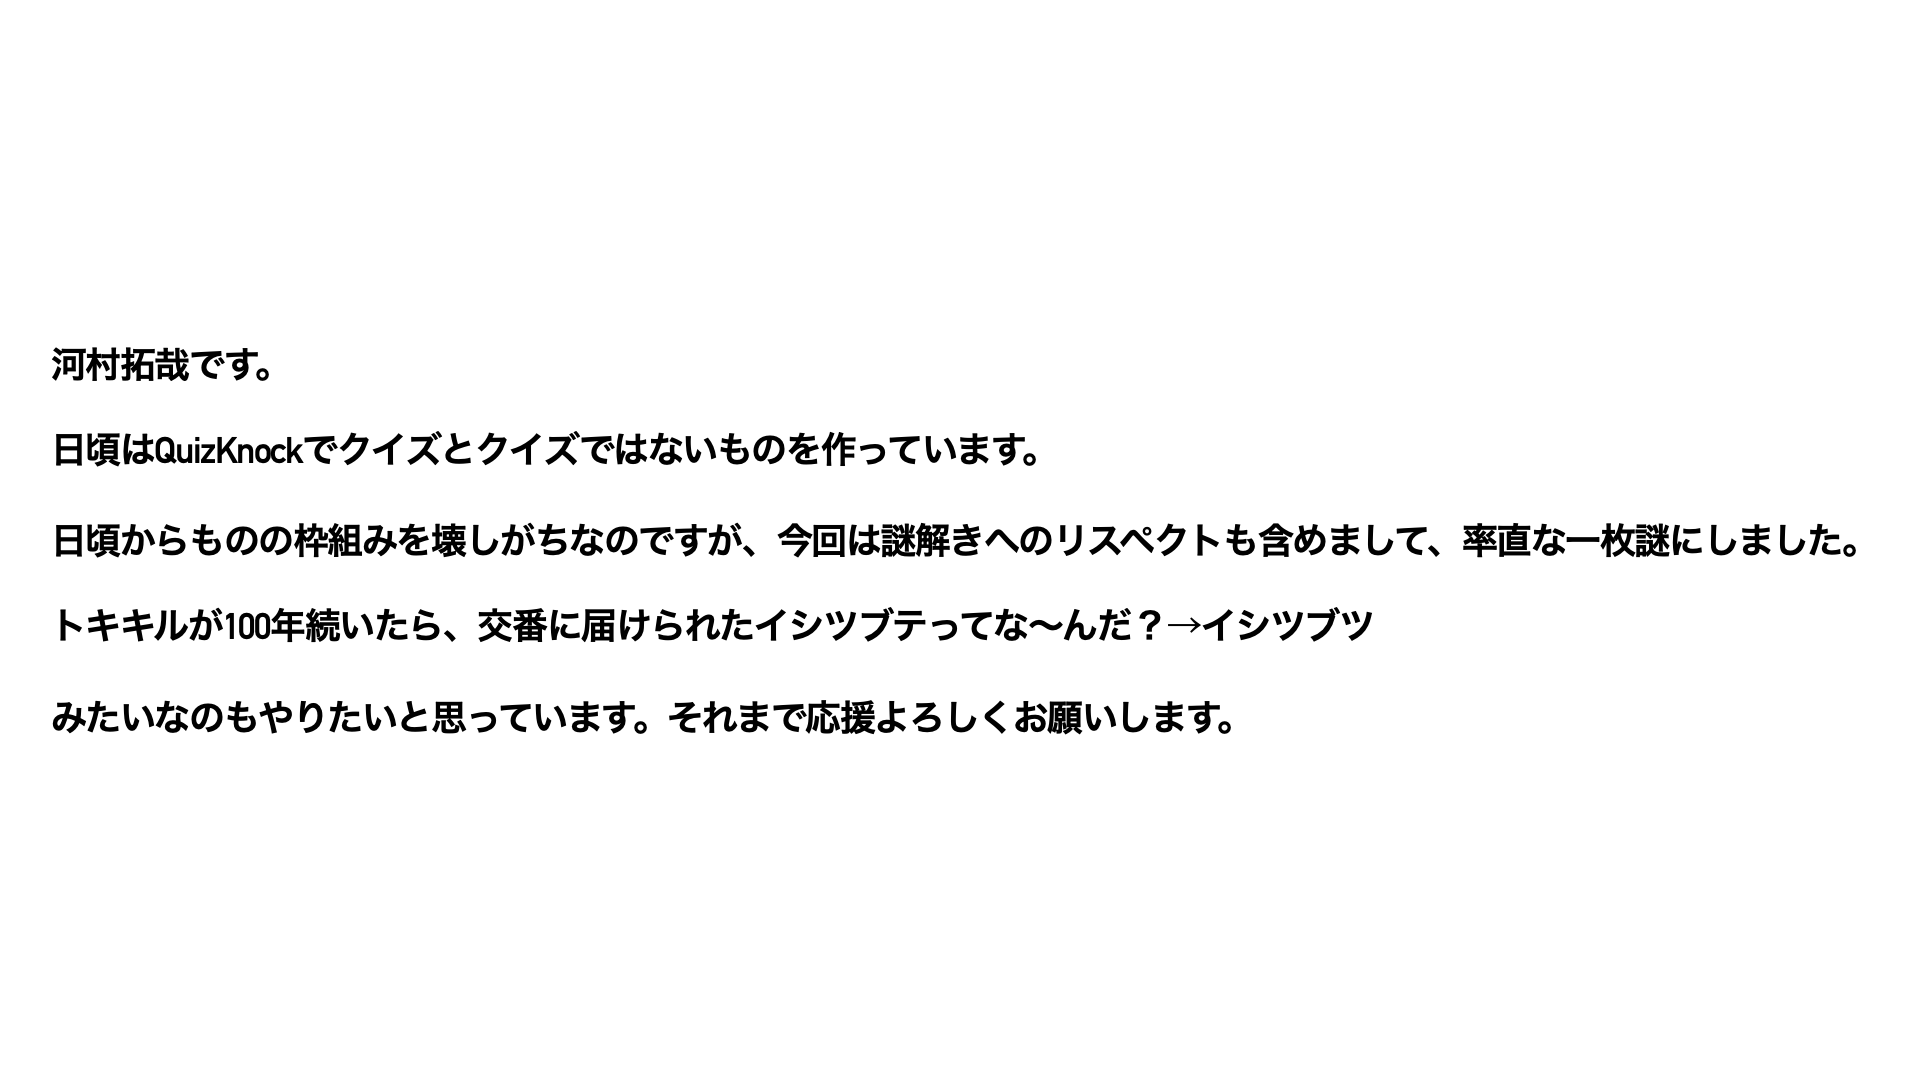 河村拓哉です。
日頃はQuizKnockでクイズとクイズではないものを作っています。
日頃からものの枠組みを壊しがちなのですが、今回は謎解きへのリスペクトも含めまして、率直な一枚謎にしました。
トキキルが100年続いたら、交番に届けられたイシツブテってな〜んだ？→イシツブツ
みたいなのもやりたいと思っています。それまで応援よろしくお願いします。